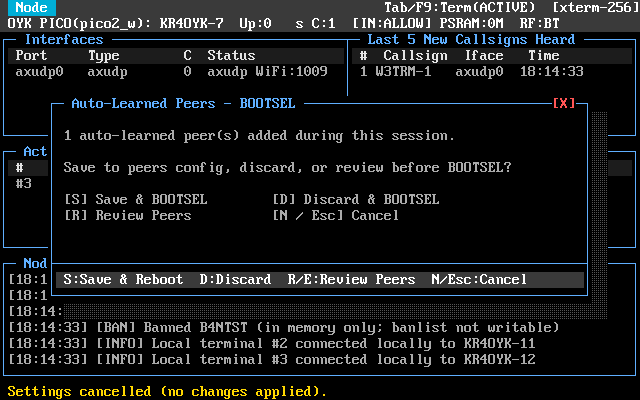 Node Tab/F9:Term(ACTIVE) [xterm-256]
OYK PICO(pico2_w): KR4OYK-7 Up:0 s C:1 [IN:ALLOW] PSRAM:0M RF:BT
Interfaces Last 5 New Callsigns Heard
Port Type C Status # Callsign Iface Time
axudp0 axudp 0 axudp WiFi:1009 1 W3TRM-1 axudp0 18:14:33
Auto-Learned Peers - BOOTSEL [X]
1 auto-learned peer(s) added during this session.
Act
Save to peers config, discard, or review before BOOTSEL?
#
#3
[S] Save & BOOTSEL [D] Discard & BOOTSEL
[R] Review Peers [N / Esc] Cancel
Nod
[18:1
S:Save & Reboot D:Discard R/E:Review Peers N/Esc:Cancel
[18:1
[18:14:
[18:14:33] [BAN] Banned B4NTST (in memory only; banlist not writable)
[18:14:33] [INFO] Local terminal #2 connected locally to KR4OYK-11
[18:14:33] [INFO] Local terminal #3 connected locally to KR4OYK-12
Settings cancelled (no changes applied).